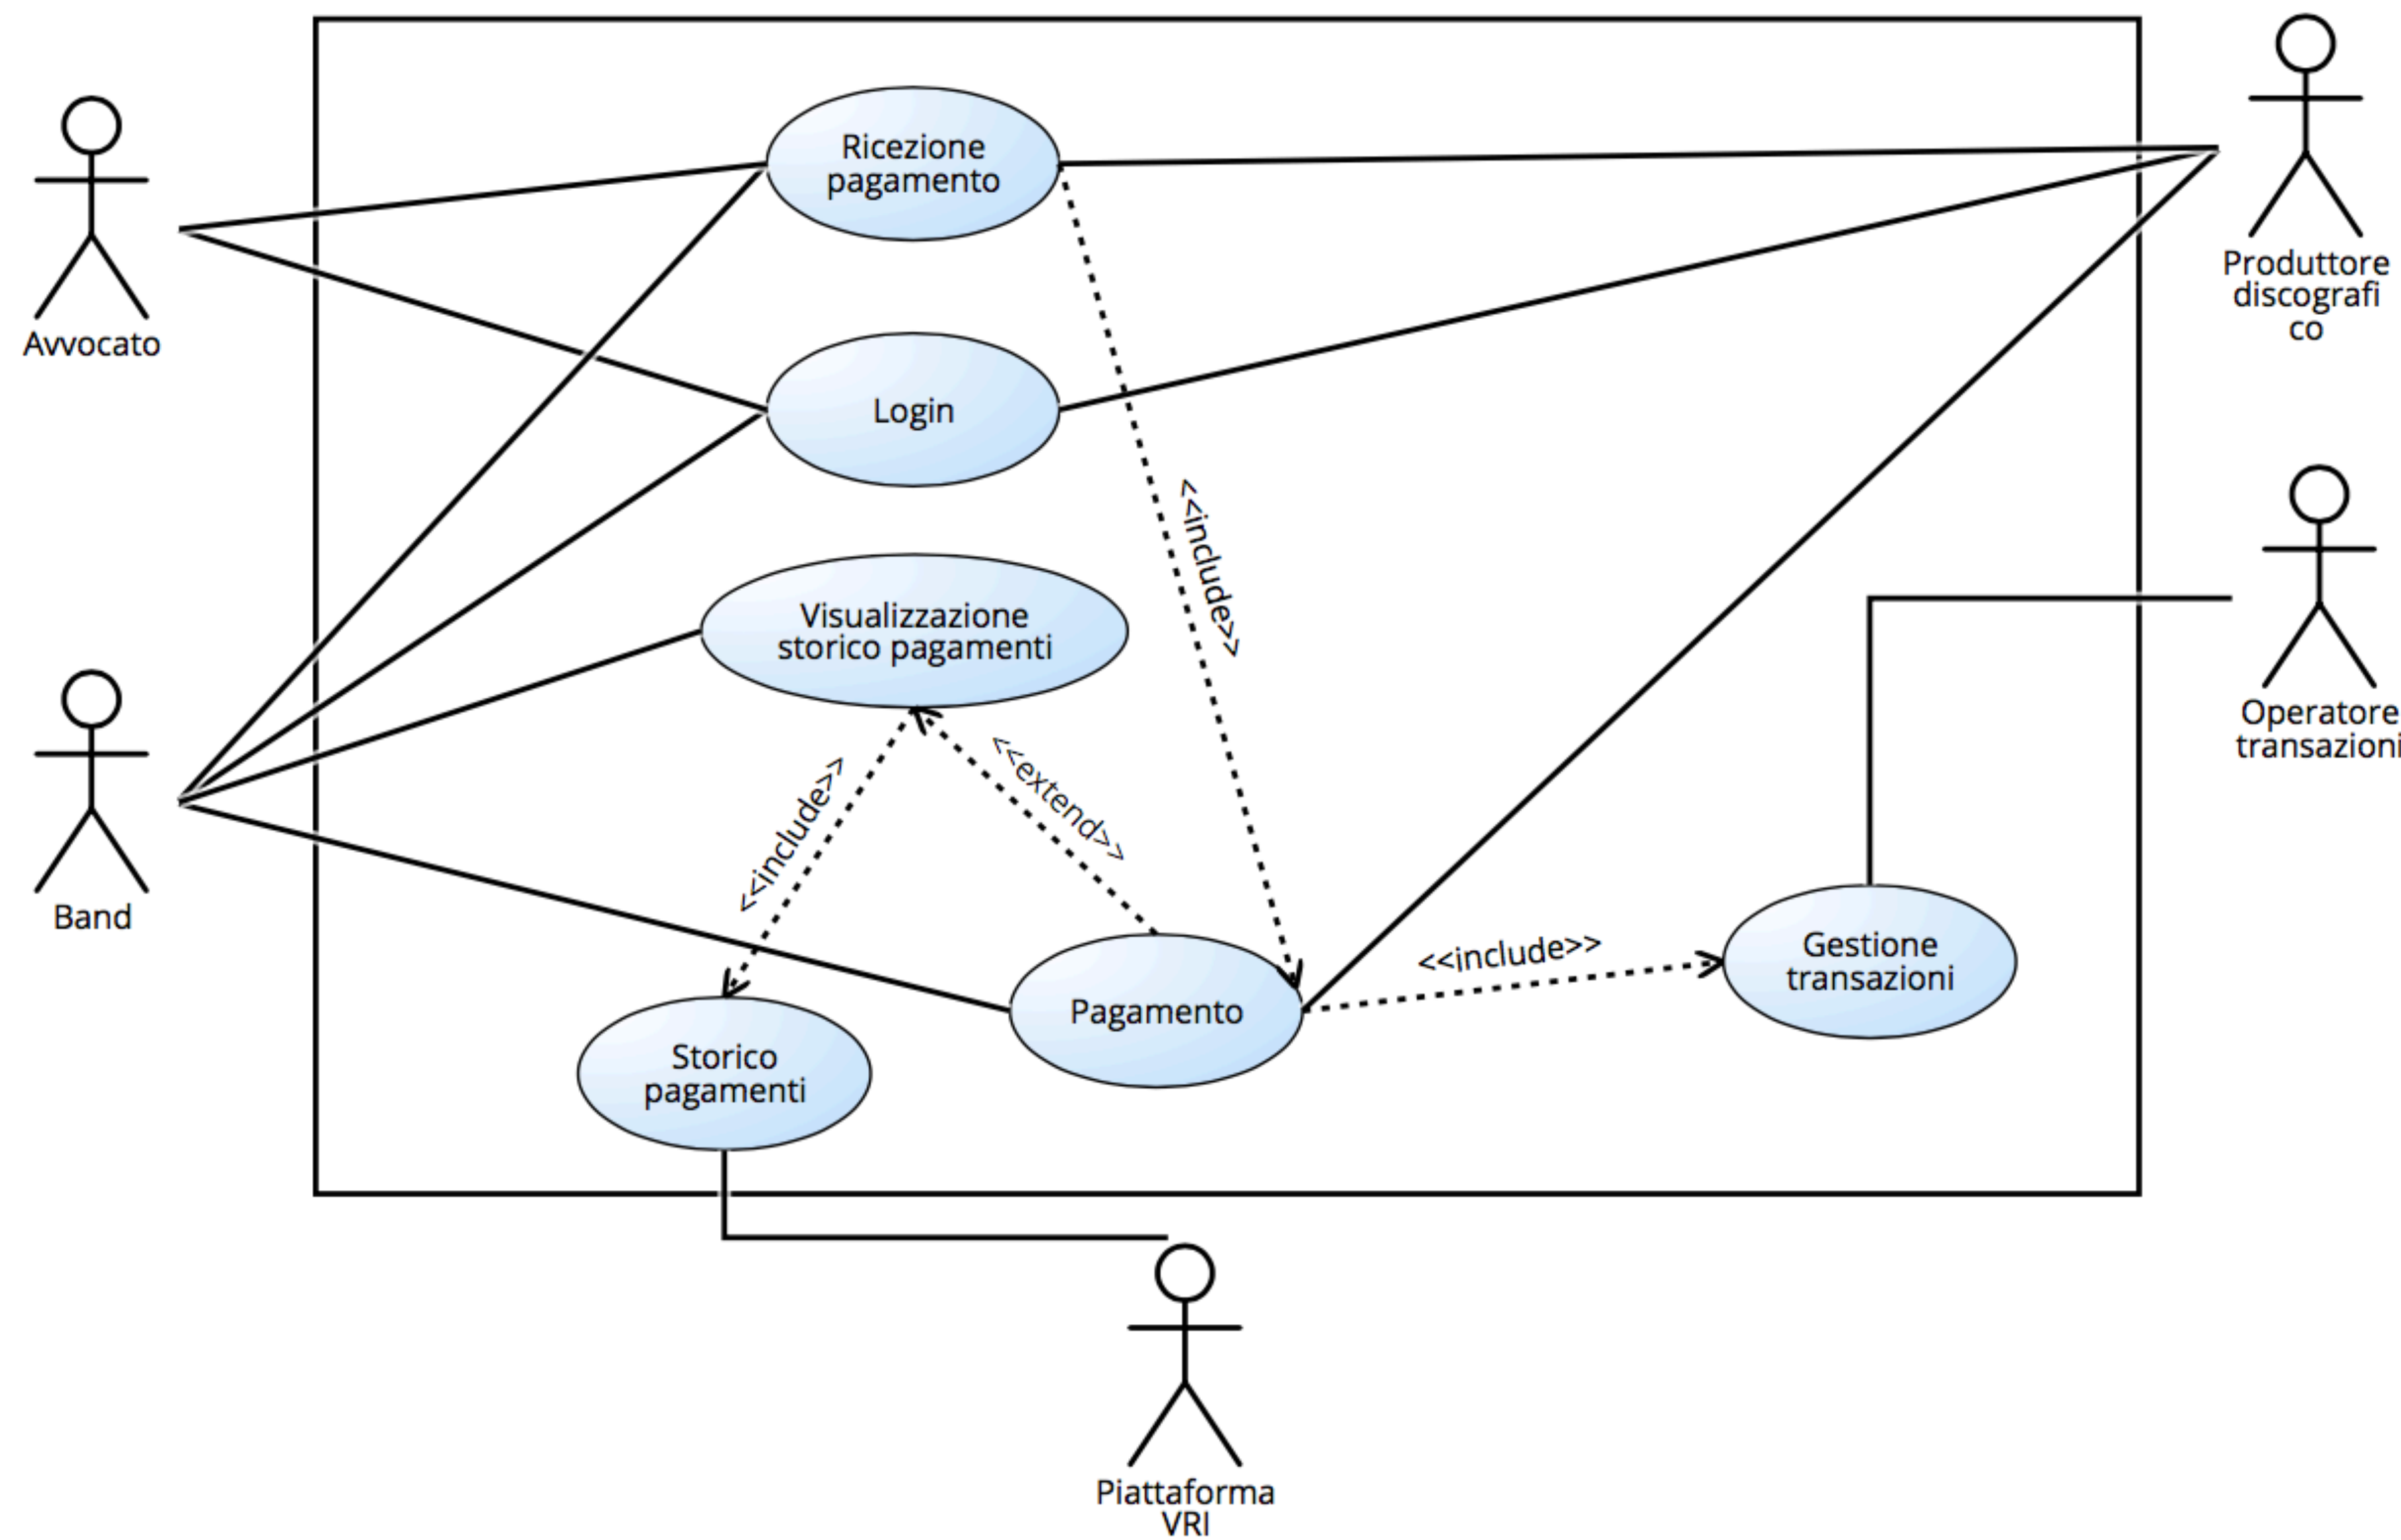 Ricezione
pagamento
Produttore
discografi
co
Avvocato
Login
<<include>>
Visualizzazione
storico pagamenti
Operatore
transazioni
<<include>>
<<extend>>
Band
<<include>>
Gestione
transazioni
Pagamento
Storico
pagamenti
Piattaforma
VRI